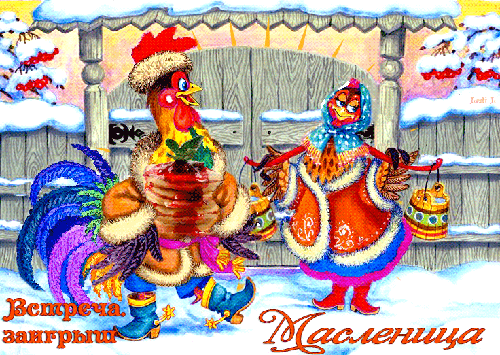 Встреча.
заигрыш
Масленица